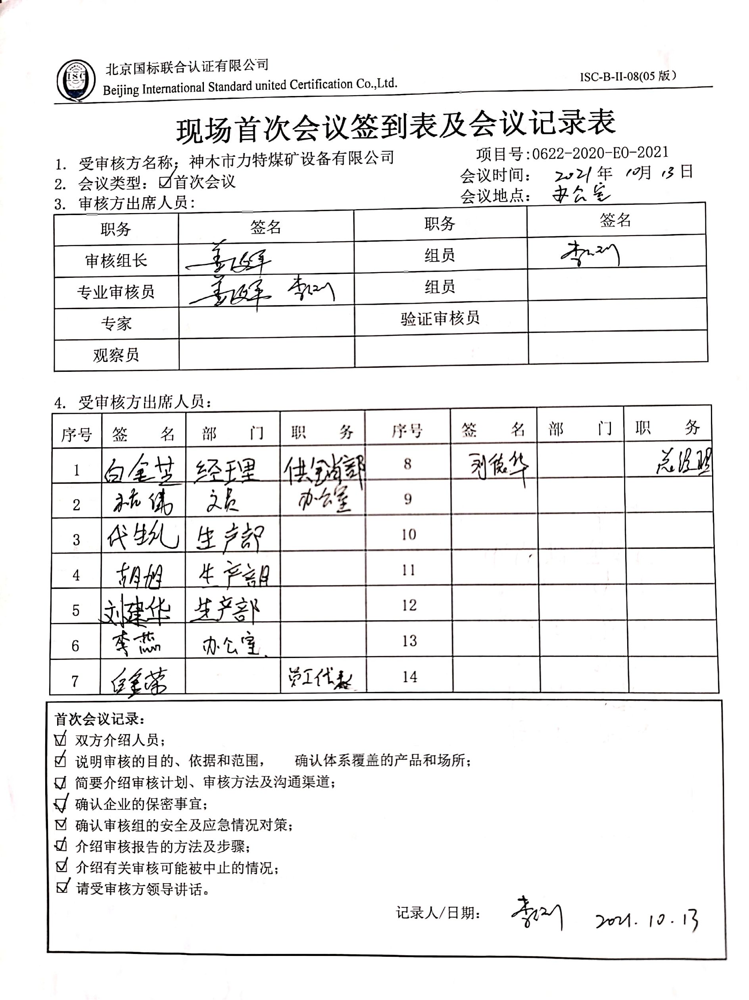 ISC
北京国标联合认证有限公司
Beijing International Standard united Certification Co.,Ltd.
ISC-B-II-08(05 版)
现场首次会议签到表及会议记录表
1. 受审核方名称：神木市力特煤矿设备有限公司 项目号:0622-2020-EO-2021
2. 会议类型：☑首次会议 会议时间： 2021年 10月 13日
3. 审核方出席人员： 会议地点： 办公室
职务 签名 职务 签名
审核组长 组员
专业审核员 组员
专家 验证审核员
观察员
4. 受审核方出席人员：
序号 签 名 部 门 职 务 序号 签 名 部 门 职 务
1 白金芝 经理 供销部 8 刘德华 总经理
2 文员 办公室 9
3 生产部 10
4 胡旭 生产部 11
5 刘建华 生产部 12
6 李燕 办公室 13
7 白金荣 员工代表 14
首次会议记录：
☑ 双方介绍人员；
☑ 说明审核的目的、依据和范围， 确认体系覆盖的产品和场所；
☑ 简要介绍审核计划、审核方法及沟通渠道；
☑ 确认企业的保密事宜；
☑ 确认审核组的安全及应急情况对策；
☑ 介绍审核报告的方法及步骤；
☑ 介绍有关审核可能被中止的情况；
☑ 请受审核方领导讲话。
记录人/日期： 2021.10.13